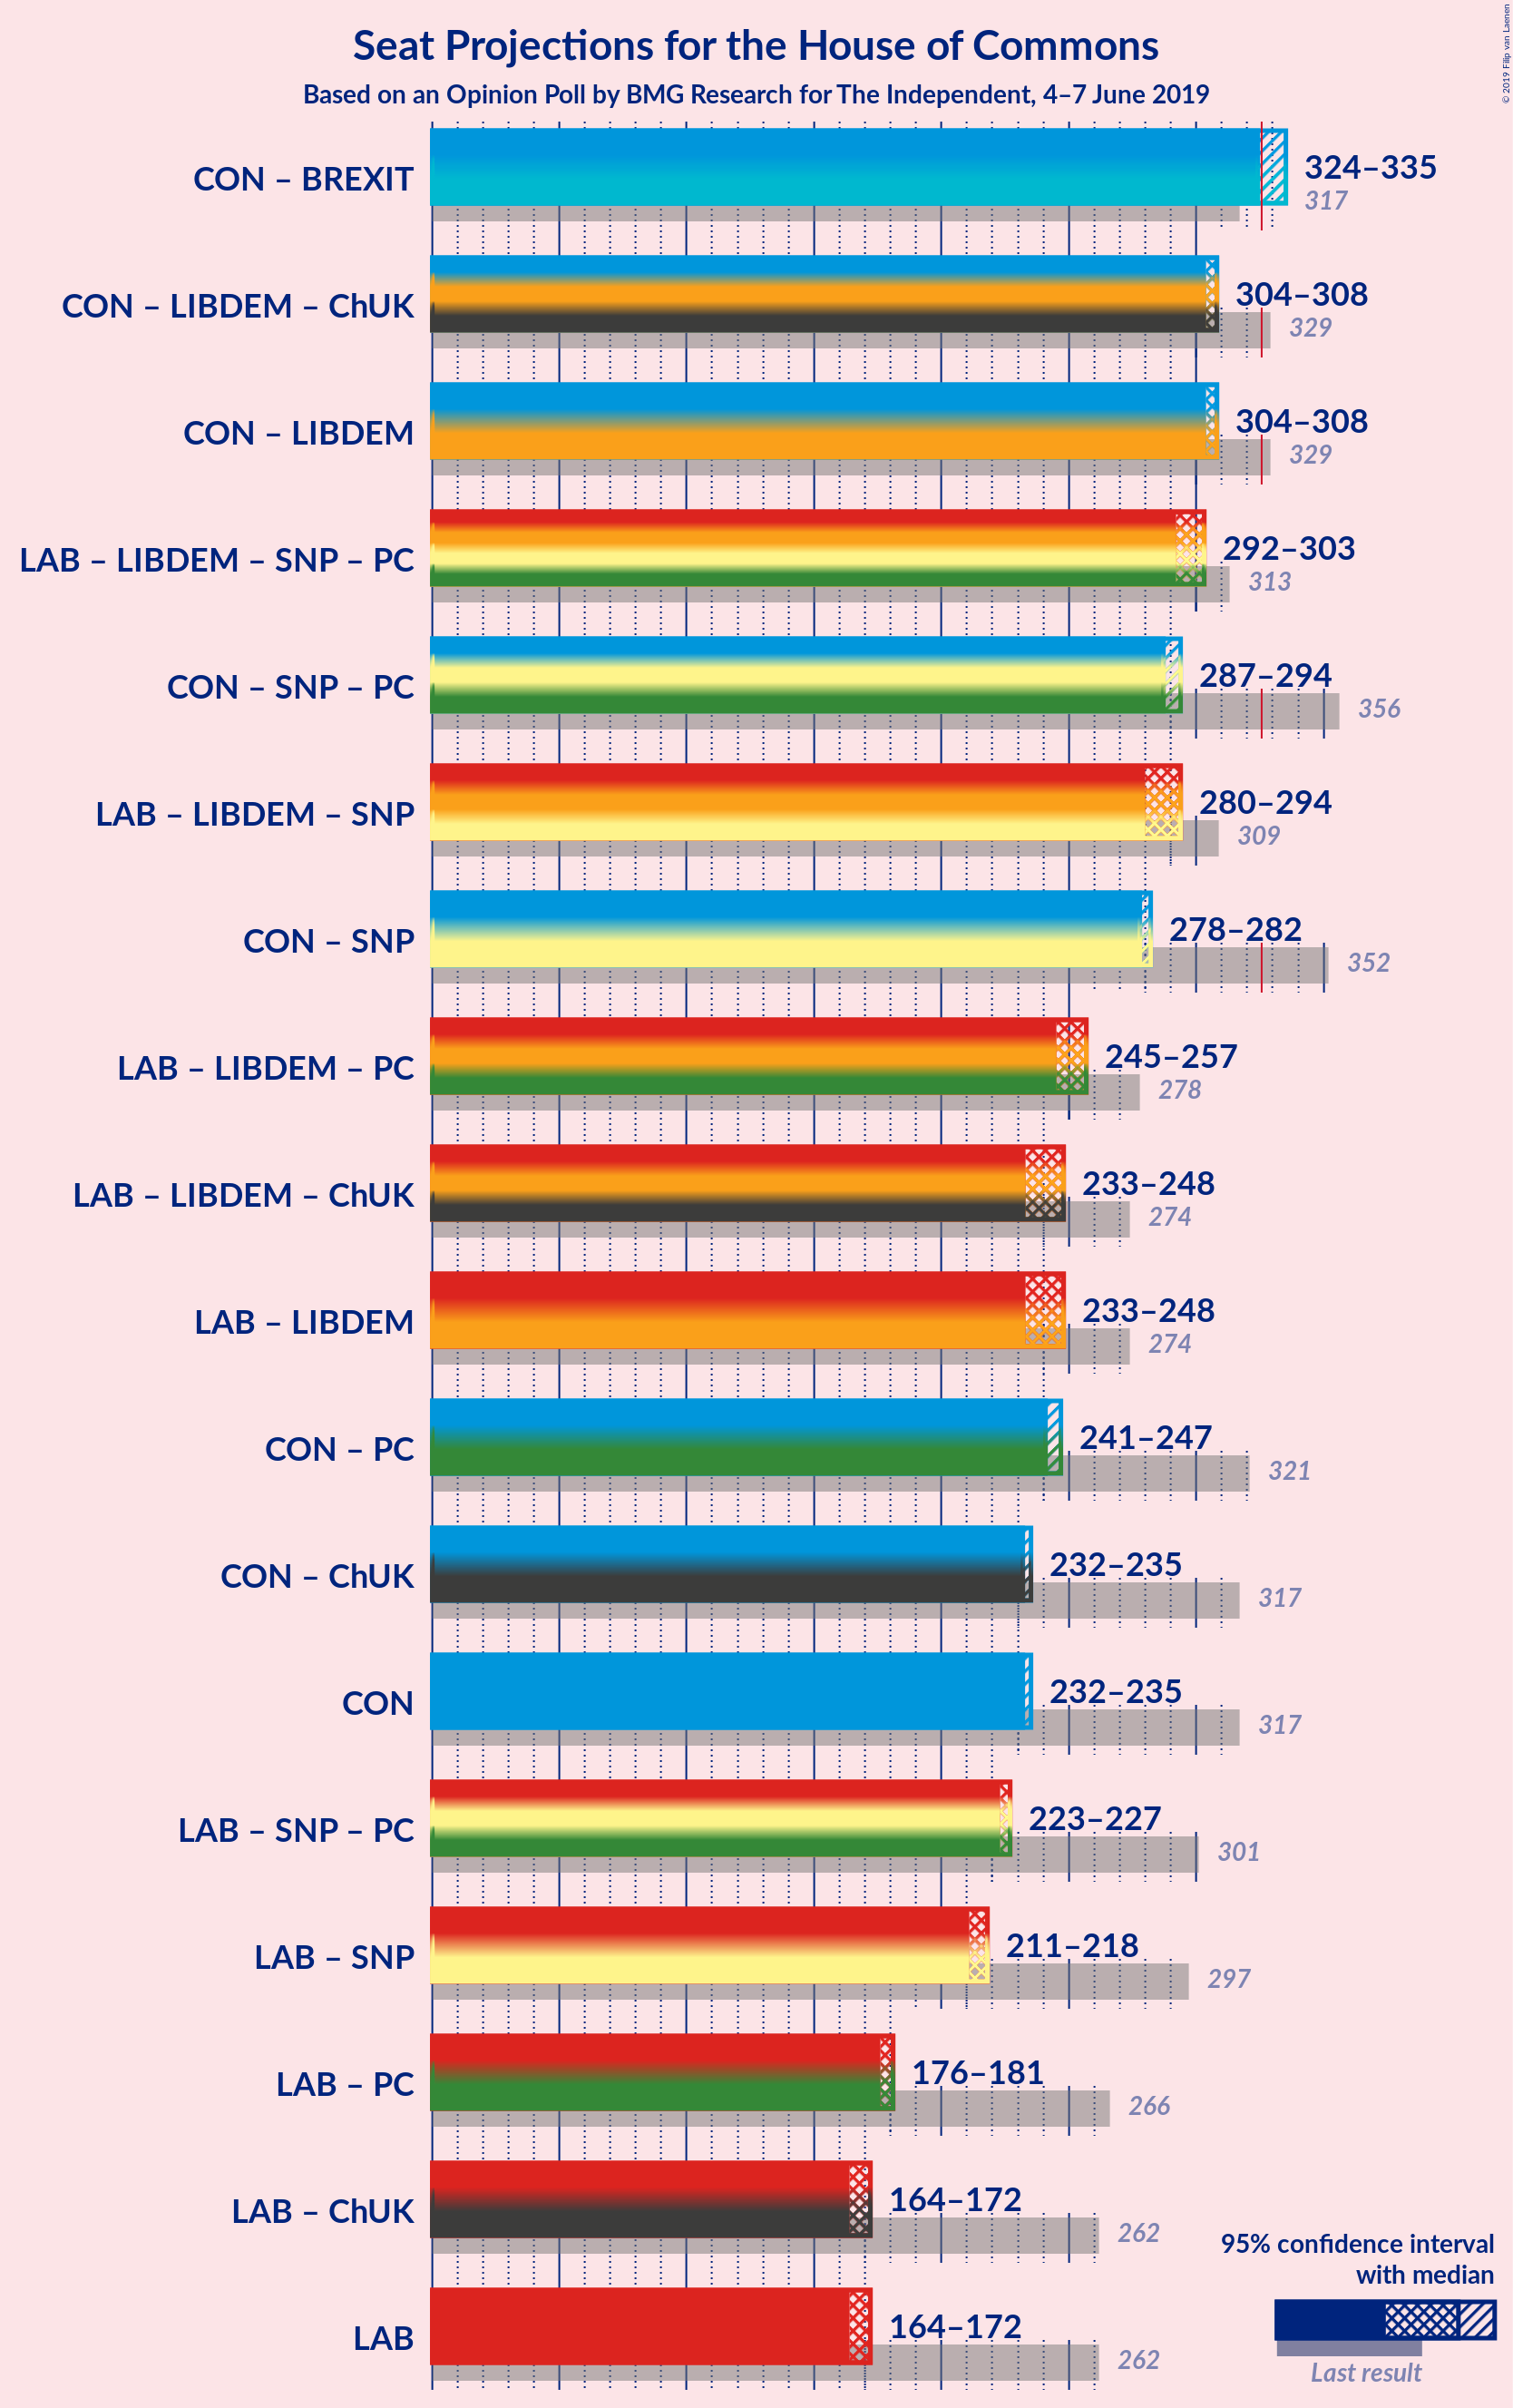 Seat Projections for the House of Commons
Based on an Opinion Poll by BMG Research for The Independent, 4–7 June 2019
© 2019 Filip van Laenen
CON – BREXIT
324–335
317
CON – LIBDEM – ChUK
304–308
329
CON – LIBDEM
304–308
329
LAB – LIBDEM – SNP – PC
292–303
313
CON – SNP – PC
287–294
356
LAB – LIBDEM – SNP
280–294
309
CON – SNP
278–282
352
LAB – LIBDEM – PC
245–257
278
LAB – LIBDEM – ChUK
233–248
274
LAB – LIBDEM
233–248
274
CON – PC
241–247
321
CON – ChUK
232–235
317
CON
232–235
317
LAB – SNP – PC
223–227
301
LAB – SNP
211–218
297
LAB – PC
176–181
266
LAB – ChUK
164–172
262
LAB
164–172
262
95% confidence interval
with median
Last result